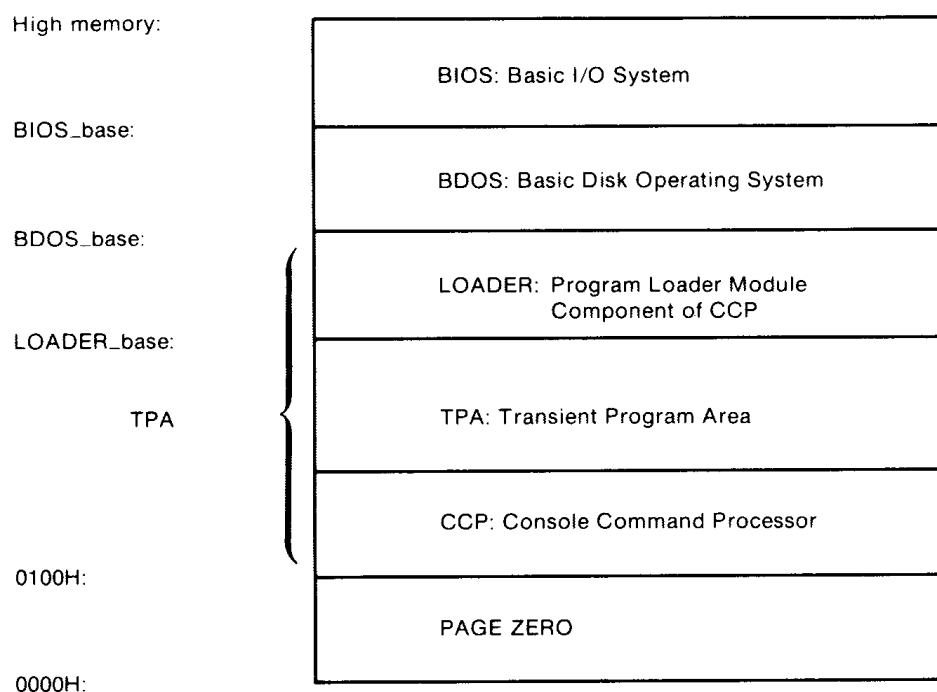 High memory:
BIOS: Basic I/O System
BIOS_base:
BDOS: Basic Disk Operating System
BDOS_base:
LOADER: Program Loader Module
Component of CCP
LOADER_base:
TPA
TPA: Transient Program Area
CCP: Console Command Processor
0100H:
PAGE ZERO
0000H: